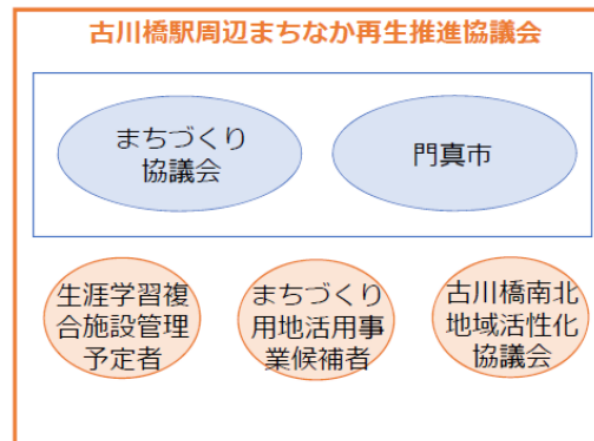 古川橋駅周辺まちなか再生推進協議会
まちづくり
協議会
門真市
生涯学習複
合施設管理
予定者
まちづくり
用地活用事
業候補者
古川橋南北
地域活性化
協議会